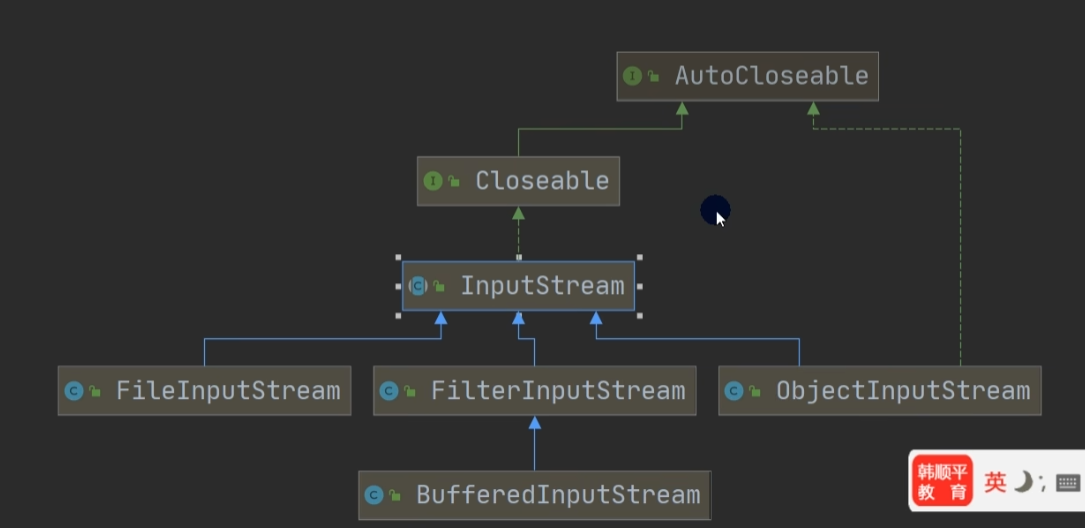 AutoCloseable
Closeable
InputStream
FileInputStream
FilterInputStream
ObjectInputStream
BufferedInputStream
韩顺平
教 育
英